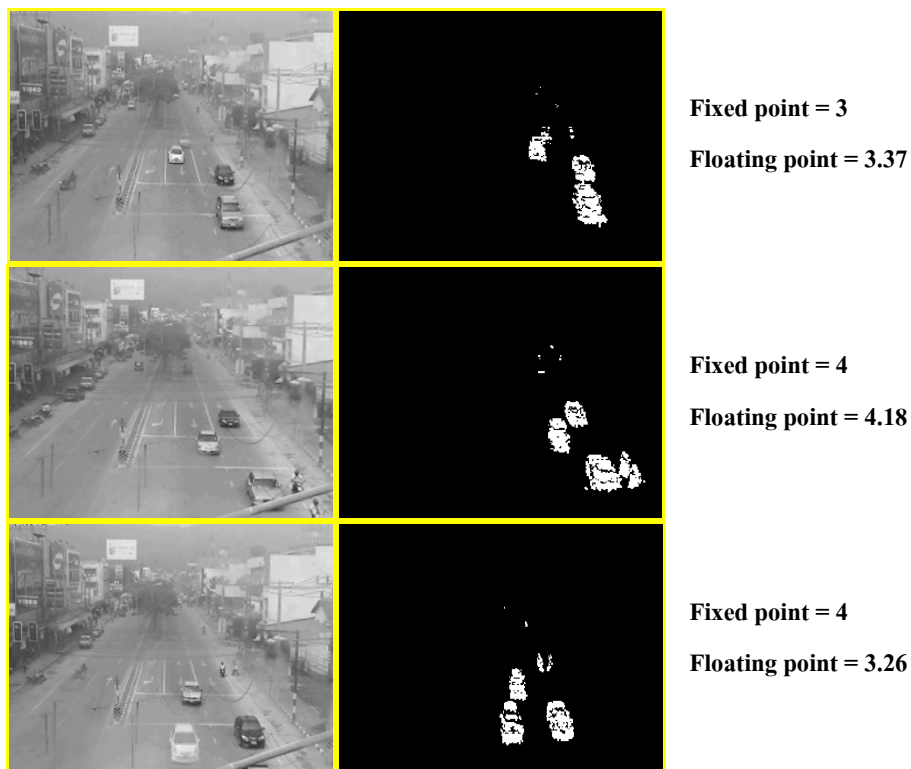 Fixed point = 3
Floating point = 3.37
VIDEO
Fixed point = 4
Floating point = 4.18
Fixed point = 4
Floating point = 3.26